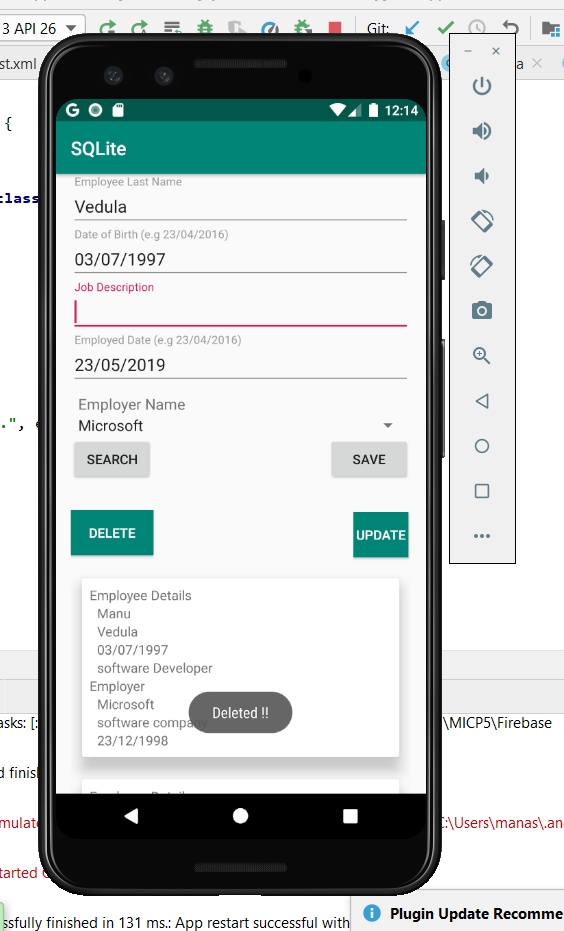 3 API 26
Git:
st.xml
a
{
class
12:14
SQLite
Employee Last Name
Vedula
Date of Birth (e.g 23/04/2016)
03/07/1997
Job Description
Employed Date (e.g 23/04/2016)
23/05/2019
.", e
Employer Name
Microsoft
SEARCH
SAVE
DELETE
UPDATE
Employee Details
Manu
Vedula
03/07/1997
software Developer
Employer
Microsoft
software company
23/12/1998
Deleted !!
asks: [: \MICP5\Firebase
d finish
mulate C:\Users\manas\.an
tarted
ssfully finished in 131 ms.: App restart successful with
Plugin Update Recomme